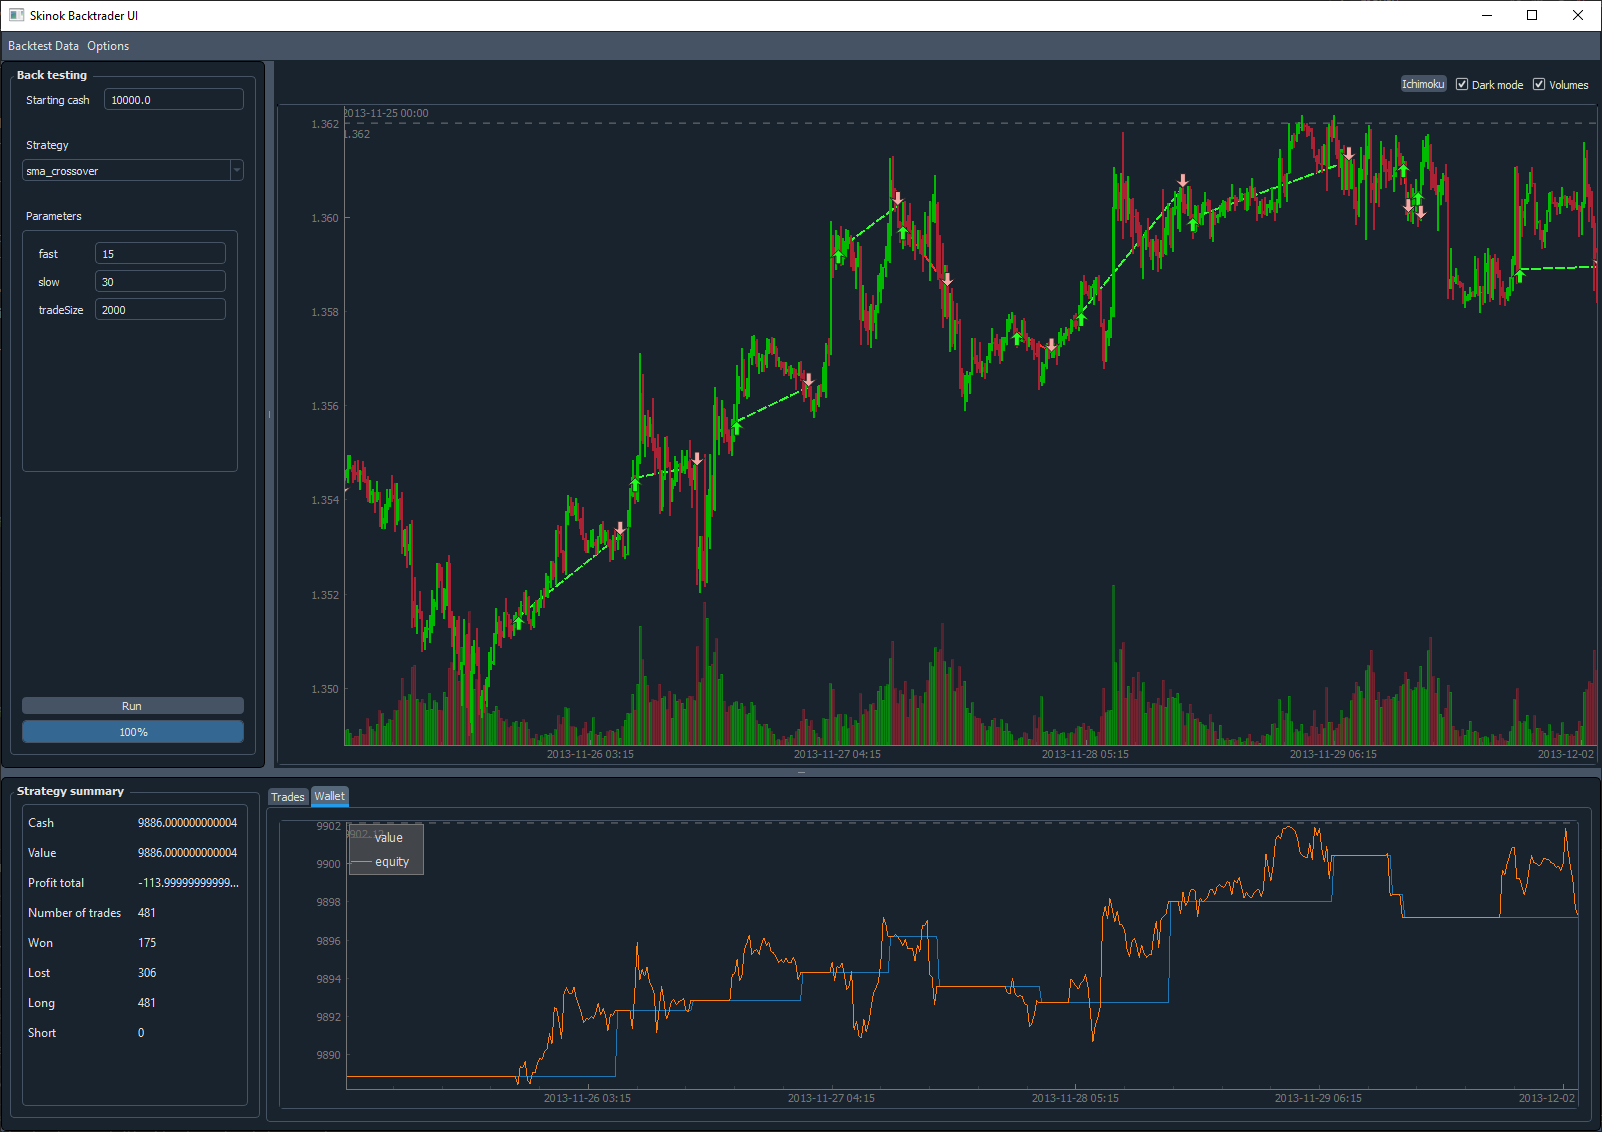 Skinok Backtrader UI
Backtest Data Options
Back testing
Starting cash 10000.0
Strategy
sma_crossover
Parameters
fast 15
slow 30
tradeSize 2000
Run
100%
Ichimoku Dark mode Volumes
2013-11-25 00:00
1.362
1.362
1.360
1.358
1.356
1.354
1.352
1.350
2013-11-26 03:15 2013-11-27 04:15 2013-11-28 05:15 2013-11-29 06:15 2013-12-02
Strategy summary
Cash 9886.000000000004
Value 9886.000000000004
Profit total -113.99999999999...
Number of trades 481
Won 175
Lost 306
Long 481
Short 0
Trades Wallet
value
equity
9902
9900
9898
9896
9894
9892
9890
2013-11-26 03:15 2013-11-27 04:15 2013-11-28 05:15 2013-11-29 06:15 2013-12-02